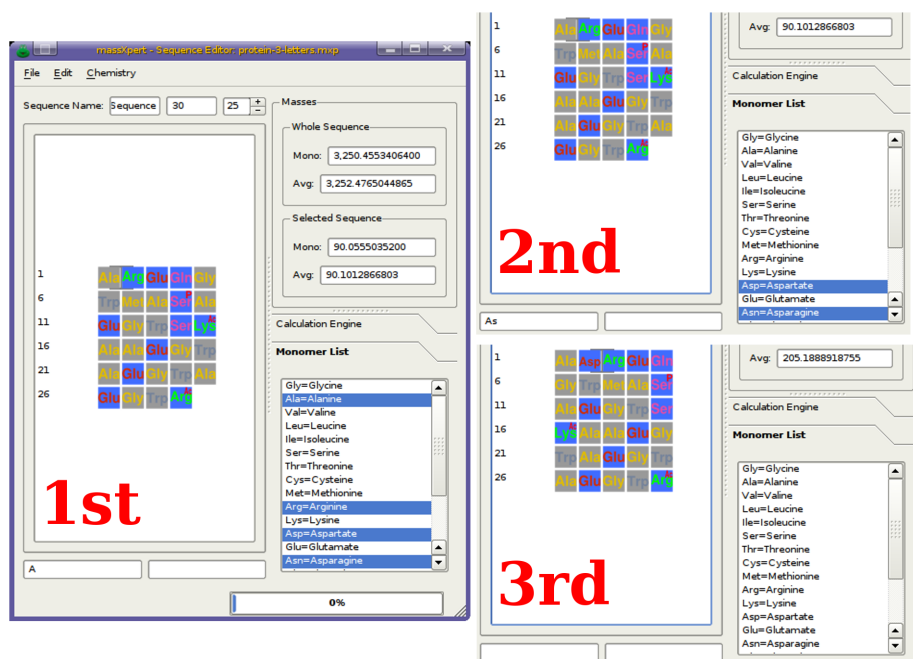 massXpert - Sequence Editor: protein-3-letters.mxp
File Edit Chemistry
Sequence Name: Sequence 30 25
Masses
Whole Sequence
Mono: 3,250.4553406400
Avg: 3,252.4765044865
Selected Sequence
Mono: 90.0555035200
Avg: 90.1012866803
1 Ala Arg Glu Gln Gly
6 Trp Met Ala Ser P Ala
11 Glu Gly Trp Ser Lys
16 Ala Ala Glu Gly Trp
21 Ala Glu Gly Trp Ala
26 Glu Gly Trp Arg
Calculation Engine
Monomer List
Gly=Glycine
Ala=Alanine
Val=Valine
Leu=Leucine
Ile=Isoleucine
Ser=Serine
Thr=Threonine
Cys=Cysteine
Met=Methionine
Arg=Arginine
Lys=Lysine
Asp=Aspartate
Glu=Glutamate
Asn=Asparagine
1st
A
0%
1 Ala Arg Glu Gln Gly
6 Trp Met Ala Ser P Ala
11 Glu Gly Trp Ser Lys
16 Ala Ala Glu Gly Trp
21 Ala Glu Gly Trp Ala
26 Glu Gly Trp Arg
Avg: 90.1012866803
Calculation Engine
Monomer List
Gly=Glycine
Ala=Alanine
Val=Valine
Leu=Leucine
Ile=Isoleucine
Ser=Serine
Thr=Threonine
Cys=Cysteine
Met=Methionine
Arg=Arginine
Lys=Lysine
Asp=Aspartate
Glu=Glutamate
Asn=Asparagine
2nd
As
1 Ala Asp Arg Glu Gln
6 Gly Trp Met Ala Ser P
11 Ala Glu Gly Trp Ser
16 Lys Ala Ala Glu Gly
21 Trp Ala Glu Gly Trp
26 Ala Glu Gly Trp Arg
Avg: 205.1888918755
Calculation Engine
Monomer List
Gly=Glycine
Ala=Alanine
Val=Valine
Leu=Leucine
Ile=Isoleucine
Ser=Serine
Thr=Threonine
Cys=Cysteine
Met=Methionine
Arg=Arginine
Lys=Lysine
Asp=Aspartate
Glu=Glutamate
Asn=Asparagine
3rd